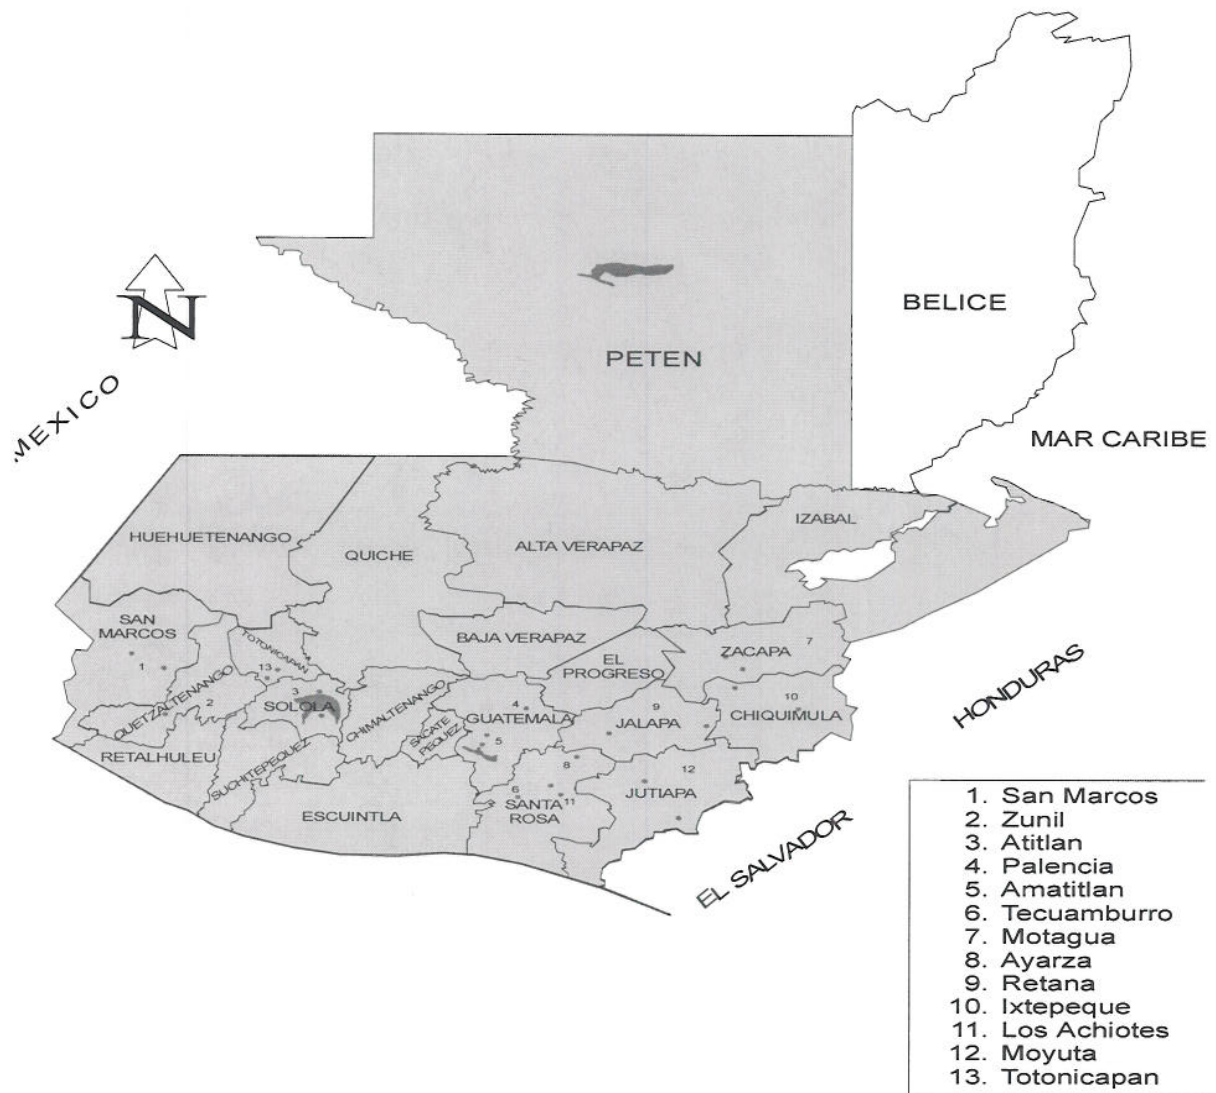 BELICE
PETEN
N
MEXICO
MAR CARIBE
IZABAL
HUEHUETENANGO
QUICHE
ALTA VERAPAZ
SAN
MARCOS
1
TOTONICAPAN
13
BAJA VERAPAZ
EL
PROGRESO
ZACAPA
7
HONDURAS
QUETZALTENANGO
2
3
SOLOLA
CHIMALTENANGO
SACATE
PEQUEZ
4
GUATEMALA
5
9
JALAPA
10
CHIQUIMULA
RETALHULEU
SUCHITEPEQUEZ
ESCUINTLA
8
6
SANTA
ROSA
11
12
JUTIAPA
EL SALVADOR
1. San Marcos
2. Zunil
3. Atitlan
4. Palencia
5. Amatitlan
6. Tecuamburro
7. Motagua
8. Ayarza
9. Retana
10. Ixtepeque
11. Los Achiotes
12. Moyuta
13. Totonicapan